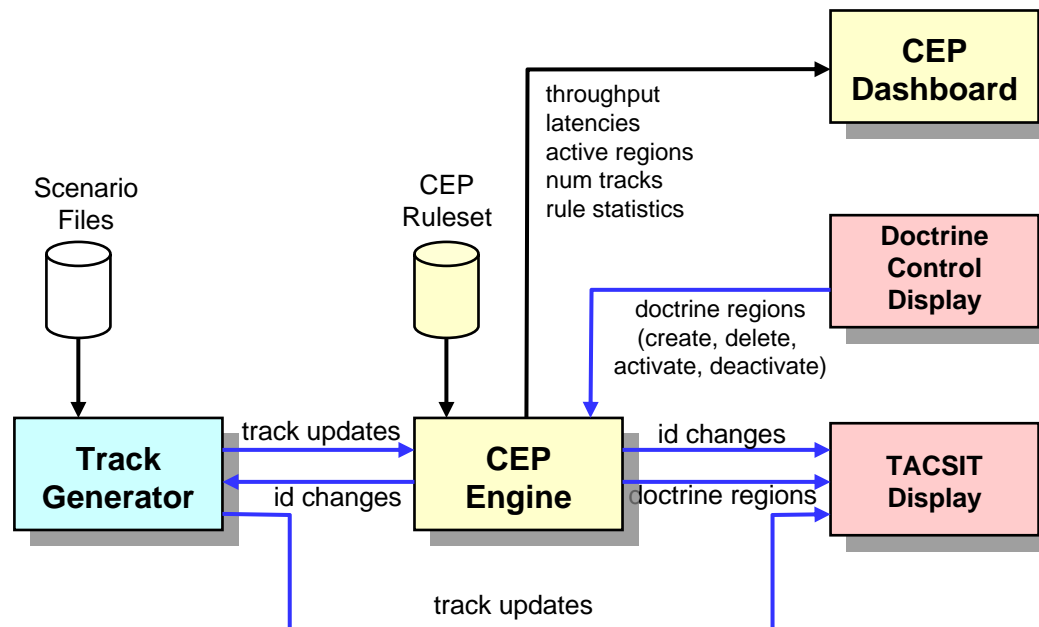 CEP
Dashboard
throughput
latencies
active regions
num tracks
rule statistics
Scenario
Files
CEP
Ruleset
Doctrine
Control
Display
doctrine regions
(create, delete,
activate, deactivate)
Track
Generator
track updates
id changes
CEP
Engine
id changes
doctrine regions
TACSIT
Display
track updates